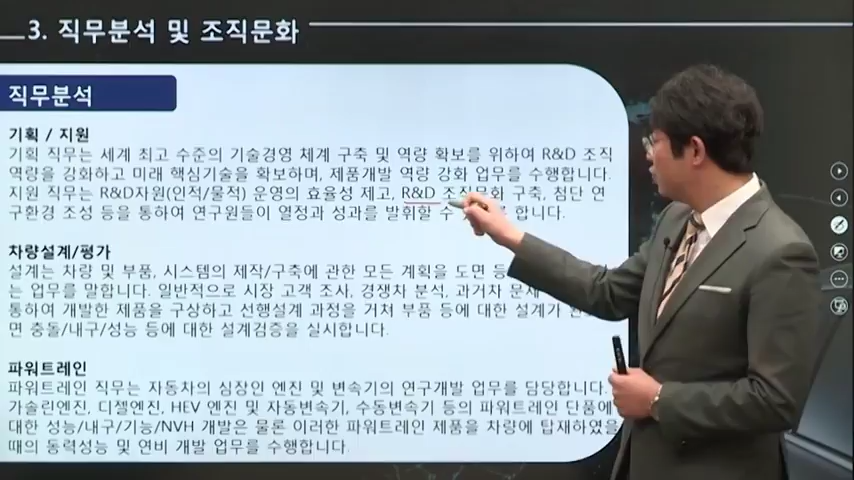 3. 직무분석 및 조직문화
직무분석
기획 / 지원
기획 직무는 세계 최고 수준의 기술경영 체계 구축 및 역량 확보를 위하여 R&D 조직
역량을 강화하고 미래 핵심기술을 확보하며, 제품개발 역량 강화 업무를 수행합니다.
지원 직무는 R&D자원(인적/물적) 운영의 효율성 제고, R&D 조직문화 구축, 첨단 연
구환경 조성 등을 통하여 연구원들이 열정과 성과를 발휘할 수 합니다.
차량설계/평가
설계는 차량 및 부품, 시스템의 제작/구축에 관한 모든 계획을 도면 등
는 업무를 말합니다. 일반적으로 시장 고객 조사, 경쟁차 분석, 과거차 문제
통하여 개발한 제품을 구상하고 선행설계 과정을 거쳐 부품 등에 대한 설계가
면 충돌/내구/성능 등에 대한 설계검증을 실시합니다.
파워트레인
파워트레인 직무는 자동차의 심장인 엔진 및 변속기의 연구개발 업무를 담당합니다.
가솔린엔진, 디젤엔진, HEV 엔진 및 자동변속기, 수동변속기 등의 파워트레인 단품에
대한 성능/내구/기능/NVH 개발은 물론 이러한 파워트레인 제품을 차량에 탑재하였을
때의 동력성능 및 연비 개발 업무를 수행합니다